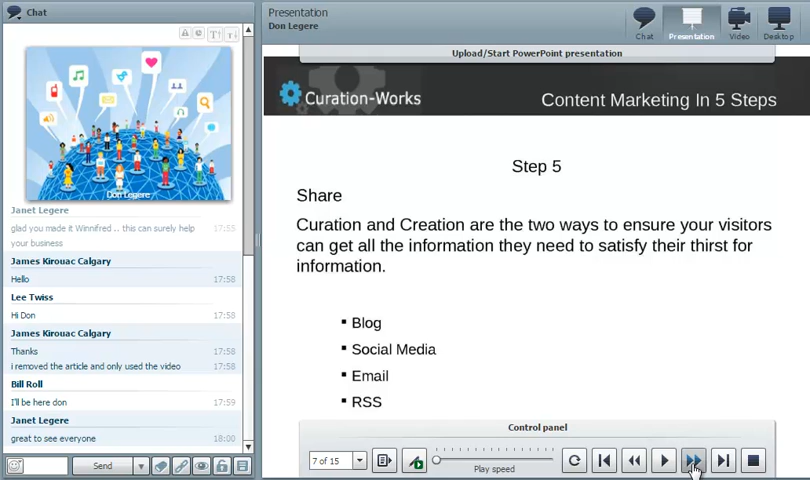 Chat
Don Legere
Janet Legere
glad you made it Winnifred .. this can surely help 17:55
your business
James Kirouac Calgary
Hello 17:58
Lee Twiss
Hi Don 17:58
James Kirouac Calgary
Thanks 17:58
i removed the article and only used the video 17:58
Bill Roll
I'll be here don 17:59
Janet Legere
great to see everyone 18:00
Send
Presentation
Don Legere
Chat
Presentation
Video
Desktop
Upload/Start PowerPoint presentation
Curation-Works
Content Marketing In 5 Steps
Step 5
Share
Curation and Creation are the two ways to ensure your visitors
can get all the information they need to satisfy their thirst for
information.
▪ Blog
▪ Social Media
▪ Email
▪ RSS
Control panel
7 of 15
Play speed